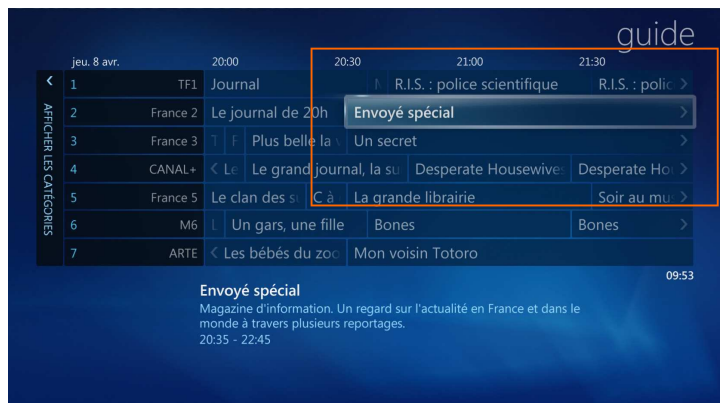 guide
jeu. 8 avr. 20:00 20:30 21:00 21:30
AFFICHER LES CATÉGORIES
1 TF1 Journal R.I.S. : police scientifique R.I.S. : polic
2 France 2 Le journal de 20h Envoyé spécial
3 France 3 T F Plus belle la v Un secret
4 CANAL+ Le Le grand journal, la su Desperate Housewives Desperate Hou
5 France 5 Le clan des su C à La grande librairie Soir au mus
6 M6 L Un gars, une fille Bones Bones
7 ARTE Les bébés du zoo Mon voisin Totoro
09:53
Envoyé spécial
Magazine d'information. Un regard sur l'actualité en France et dans le
monde à travers plusieurs reportages.
20:35 - 22:45